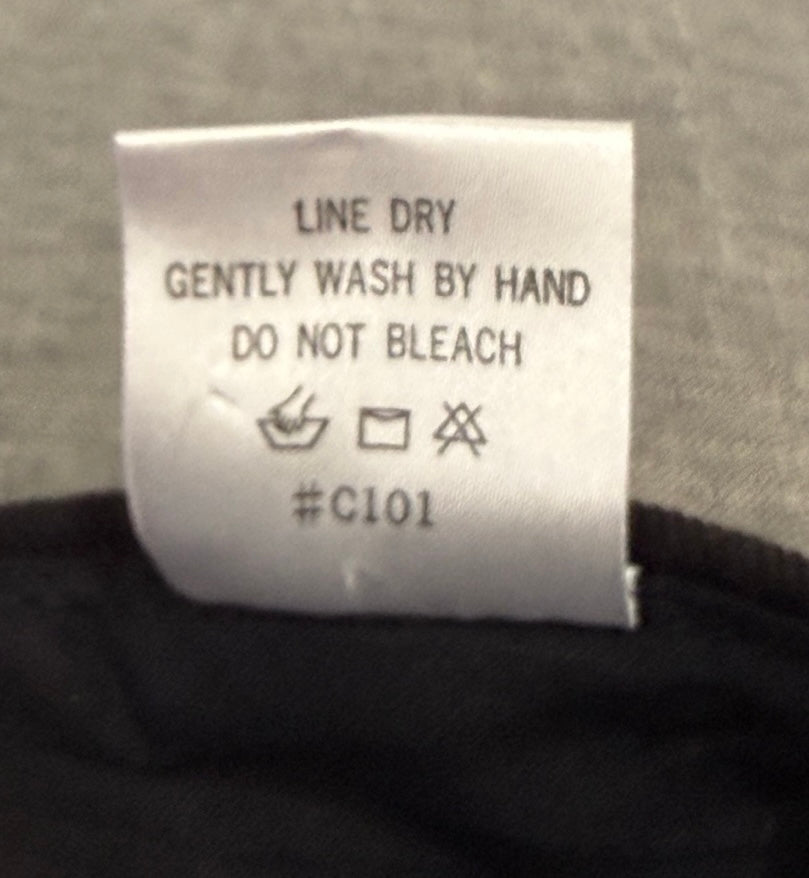 LINE DRY
GENTLY WASH BY HAND
DO NOT BLEACH
#C101